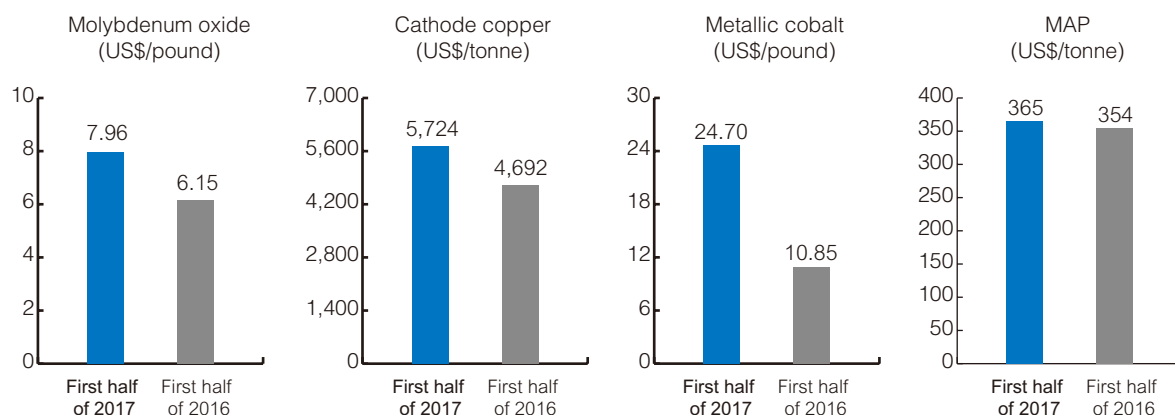 Molybdenum oxide
(US$/pound)
10
8
6
4
2
0
7.96
6.15
First half
of 2017
First half
of 2016
Cathode copper
(US$/tonne)
7,000
5,600
4,200
2,800
1,400
0
5,724
4,692
First half
of 2017
First half
of 2016
Metallic cobalt
(US$/pound)
30
24
18
12
6
0
24.70
10.85
First half
of 2017
First half
of 2016
MAP
(US$/tonne)
400
350
300
250
200
150
100
50
0
365
354
First half
of 2017
First half
of 2016